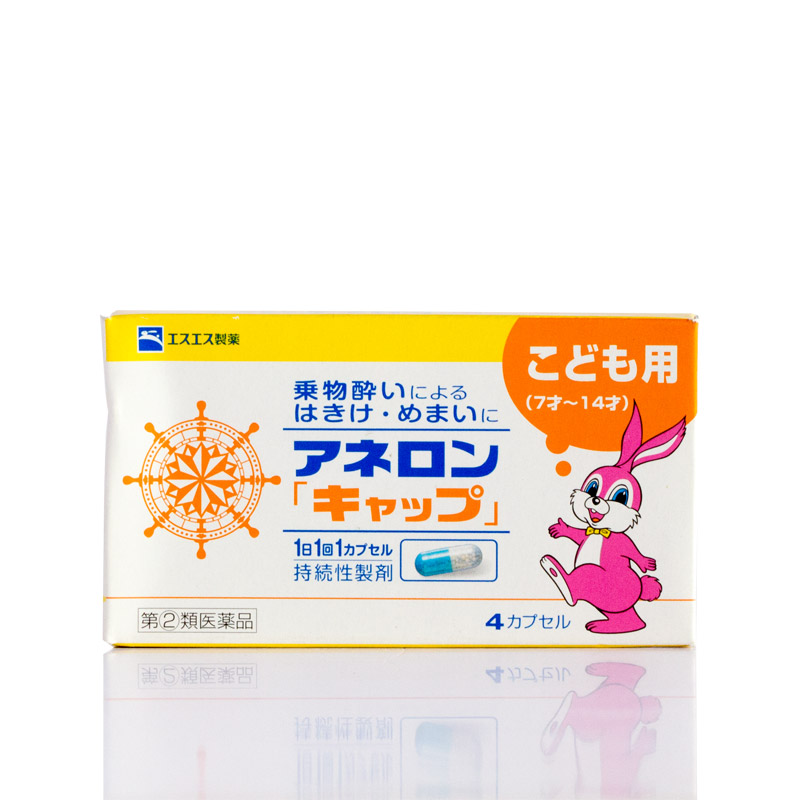 エスエス製薬
こども用
(7才～14才)
乗物酔いによる
はきけ・めまいに
アネロン
「キャップ」
1日1回1カプセル
持続性製剤
指②類医薬品
4カプセル